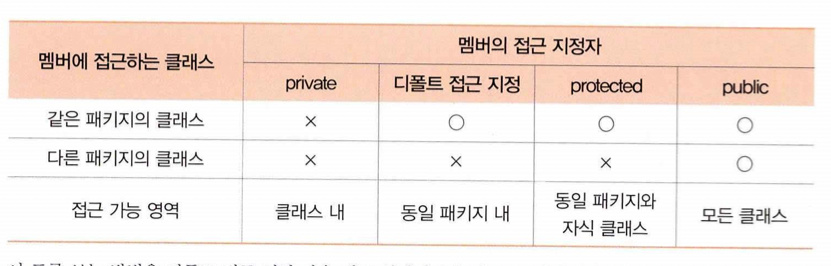 멤버에 접근하는 클래스 멤버의 접근 지정자
private 디폴트 접근 지정 protected public
같은 패키지의 클래스 × ○ ○ ○
다른 패키지의 클래스 × × × ○
접근 가능 영역 클래스 내 동일 패키지 내 동일 패키지와 모든 클래스
자식 클래스